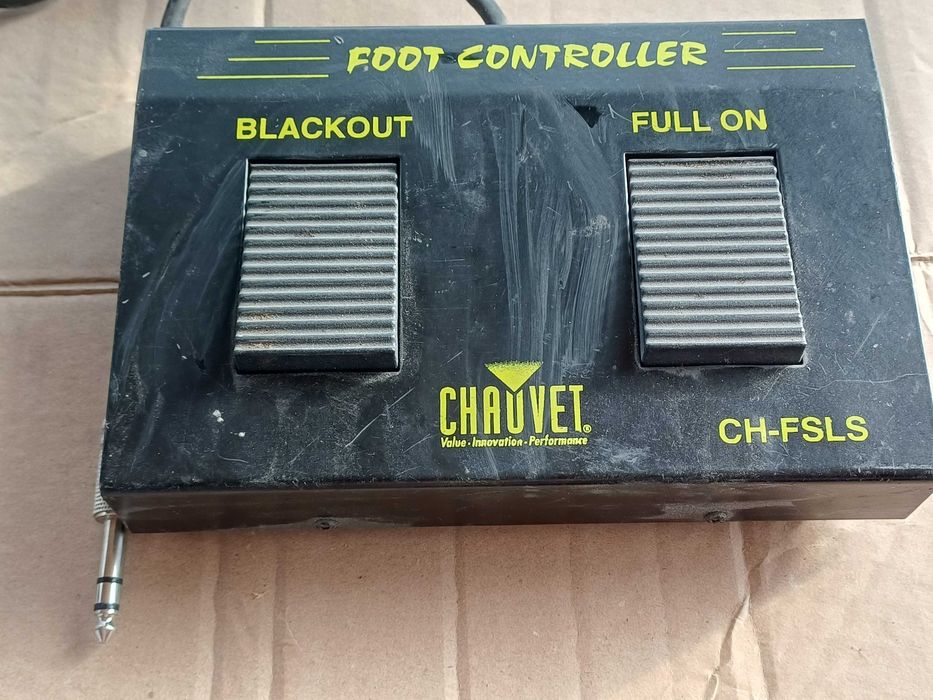 FOOT CONTROLLER
BLACKOUT
FULL ON
CHAUVET®
Value·Innovation·Performance
CH-FSLS